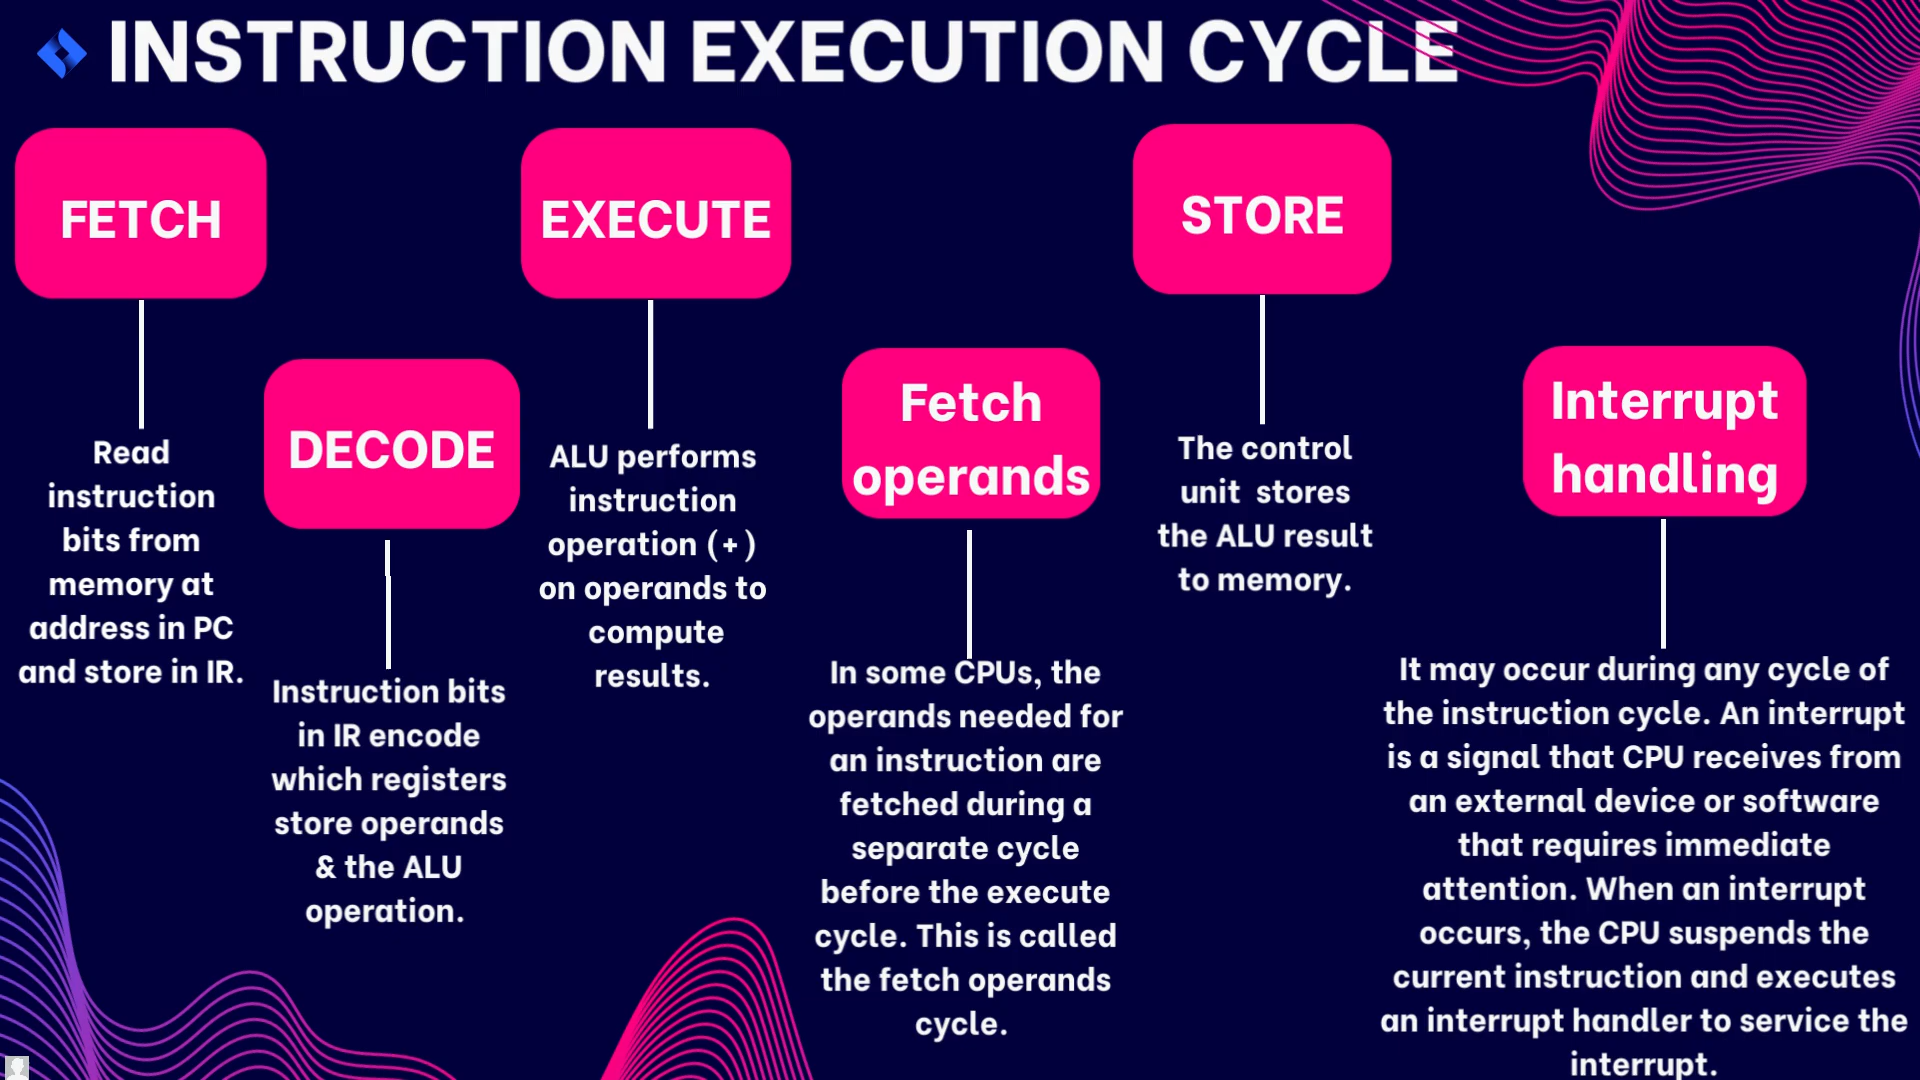 INSTRUCTION EXECUTION CYCLE
FETCH
Read
instruction
bits from
memory at
address in PC
and store in IR.
DECODE
Instruction bits
in IR encode
which registers
store operands
& the ALU
operation.
EXECUTE
ALU performs
instruction
operation (+)
on operands to
compute
results.
Fetch
operands
In some CPUs, the
operands needed for
an instruction are
fetched during a
separate cycle
before the execute
cycle. This is called
the fetch operands
cycle.
STORE
The control
unit stores
the ALU result
to memory.
Interrupt
handling
It may occur during any cycle of
the instruction cycle. An interrupt
is a signal that CPU receives from
an external device or software
that requires immediate
attention. When an interrupt
occurs, the CPU suspends the
current instruction and executes
an interrupt handler to service the
interrupt.